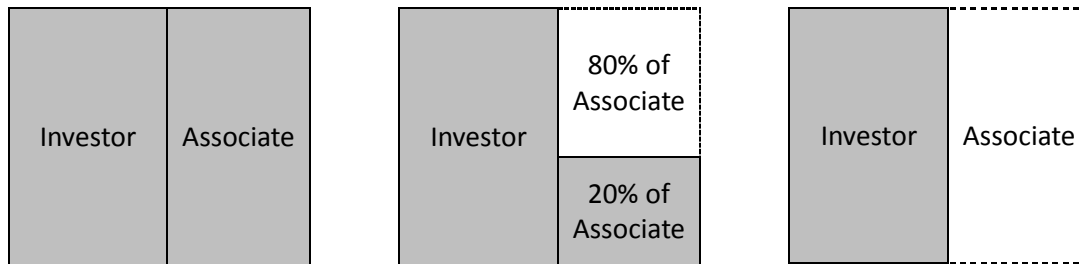 Investor
Associate
Investor
80% of
Associate
20% of
Associate
Investor
Associate